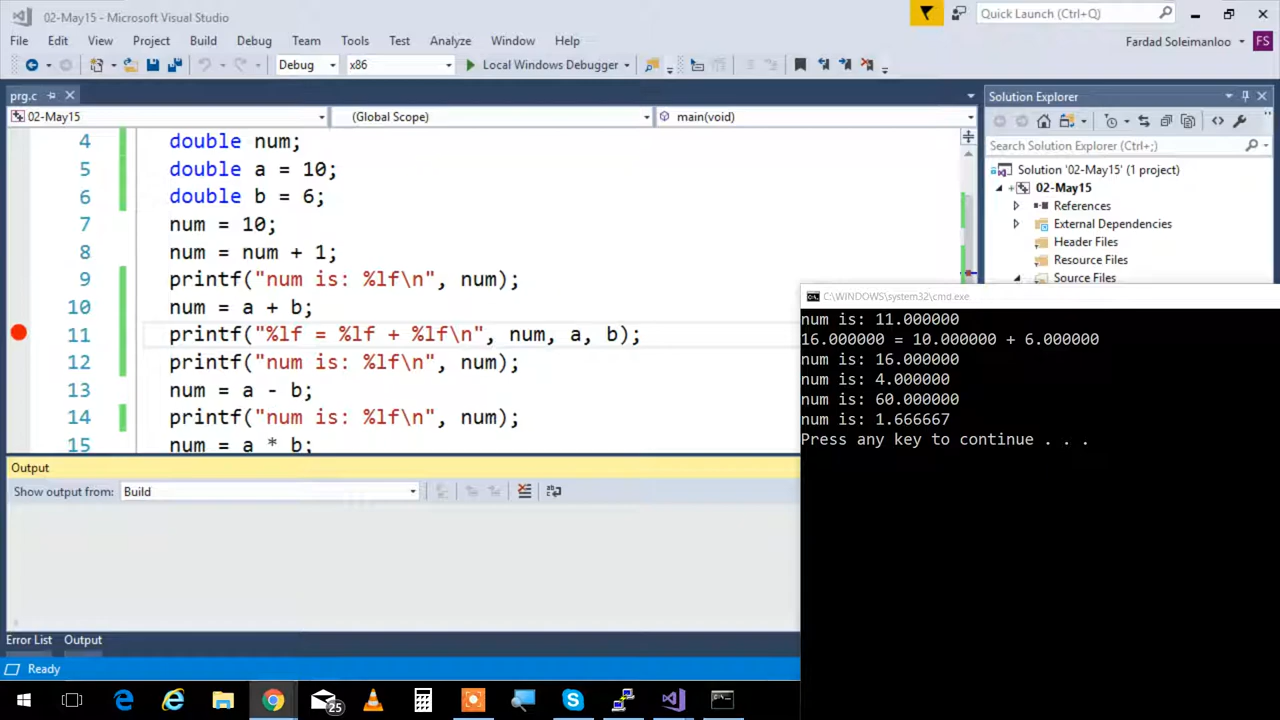 02-May15 - Microsoft Visual Studio
Quick Launch (Ctrl+Q)
File Edit View Project Build Debug Team Tools Test Analyze Window Help
Fardad Soleimanloo FS
Debug x86 Local Windows Debugger
prg.c
02-May15 (Global Scope) main(void)
4 double num;
5 double a = 10;
6 double b = 6;
7 num = 10;
8 num = num + 1;
9 printf("num is: %lf\n", num);
10 num = a + b;
11 printf("%lf = %lf + %lf\n", num, a, b);
12 printf("num is: %lf\n", num);
13 num = a - b;
14 printf("num is: %lf\n", num);
15 num = a * b;
Solution Explorer
Search Solution Explorer (Ctrl+;)
Solution '02-May15' (1 project)
02-May15
References
External Dependencies
Header Files
Resource Files
Source Files
C:\WINDOWS\system32\cmd.exe
num is: 11.000000
16.000000 = 10.000000 + 6.000000
num is: 16.000000
num is: 4.000000
num is: 60.000000
num is: 1.666667
Press any key to continue . . .
Output
Show output from: Build
Error List Output
Ready
25